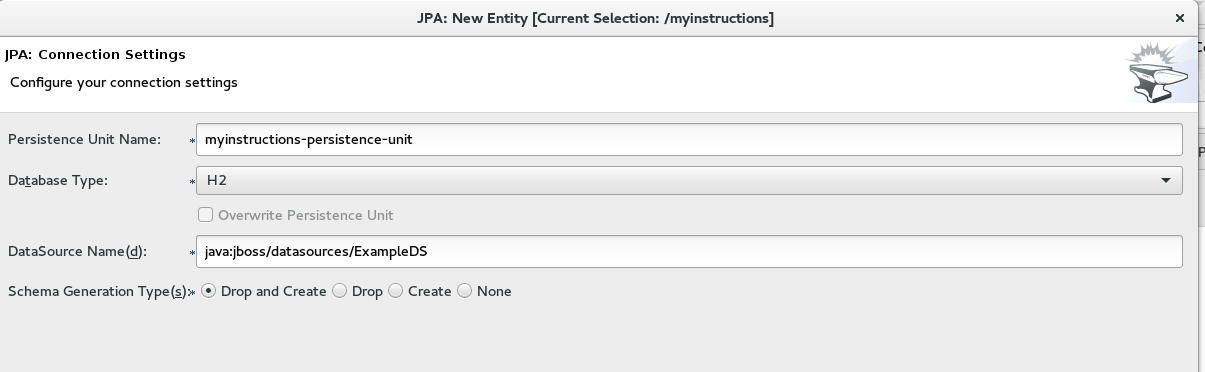 JPA: New Entity [Current Selection: /myinstructions] ×
JPA: Connection Settings
Configure your connection settings
Persistence Unit Name: * myinstructions-persistence-unit
Database Type: * H2
Overwrite Persistence Unit
DataSource Name(d): * java:jboss/datasources/ExampleDS
Schema Generation Type(s):* Drop and Create Drop Create None